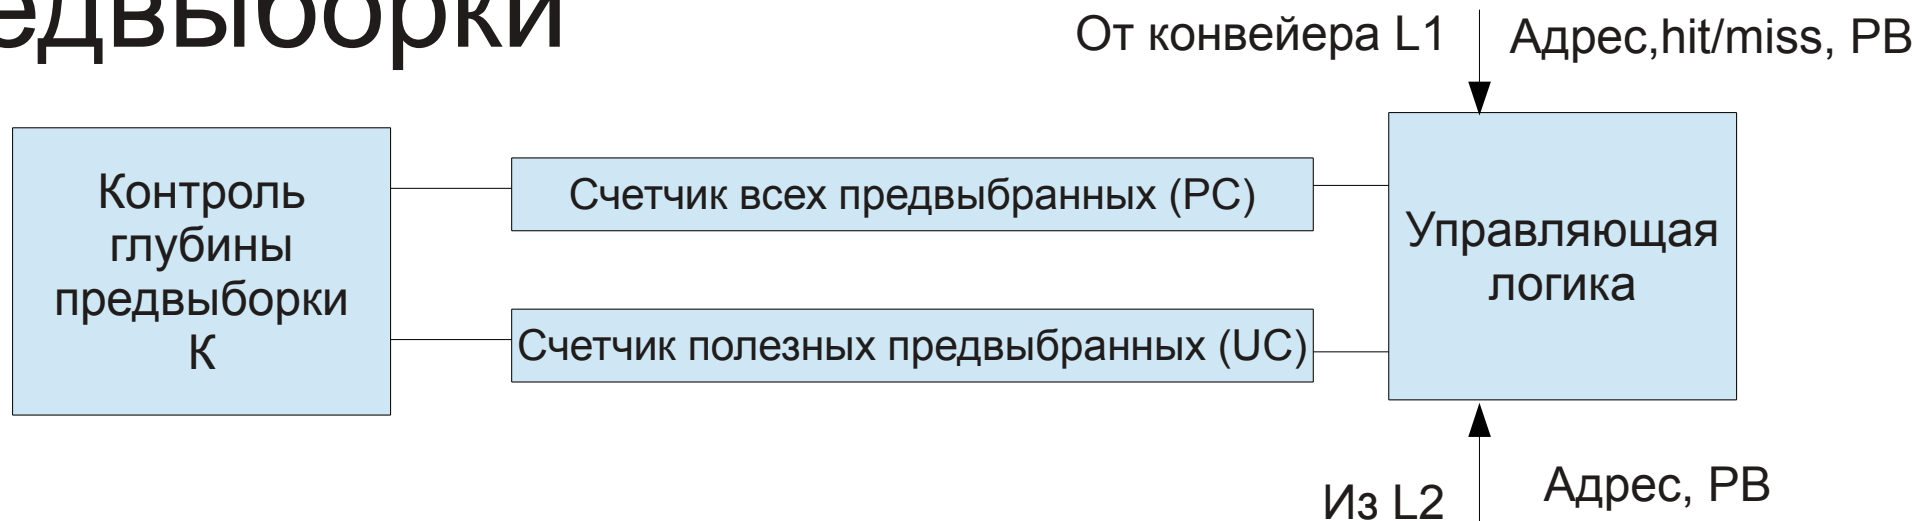 едвыборки
От конвейера L1
Адрес,hit/miss, PB
Контроль
глубины
предвыборки
К
Счетчик всех предвыбранных (PC)
Счетчик полезных предвыбранных (UC)
Управляющая
логика
Из L2
Адрес, PB